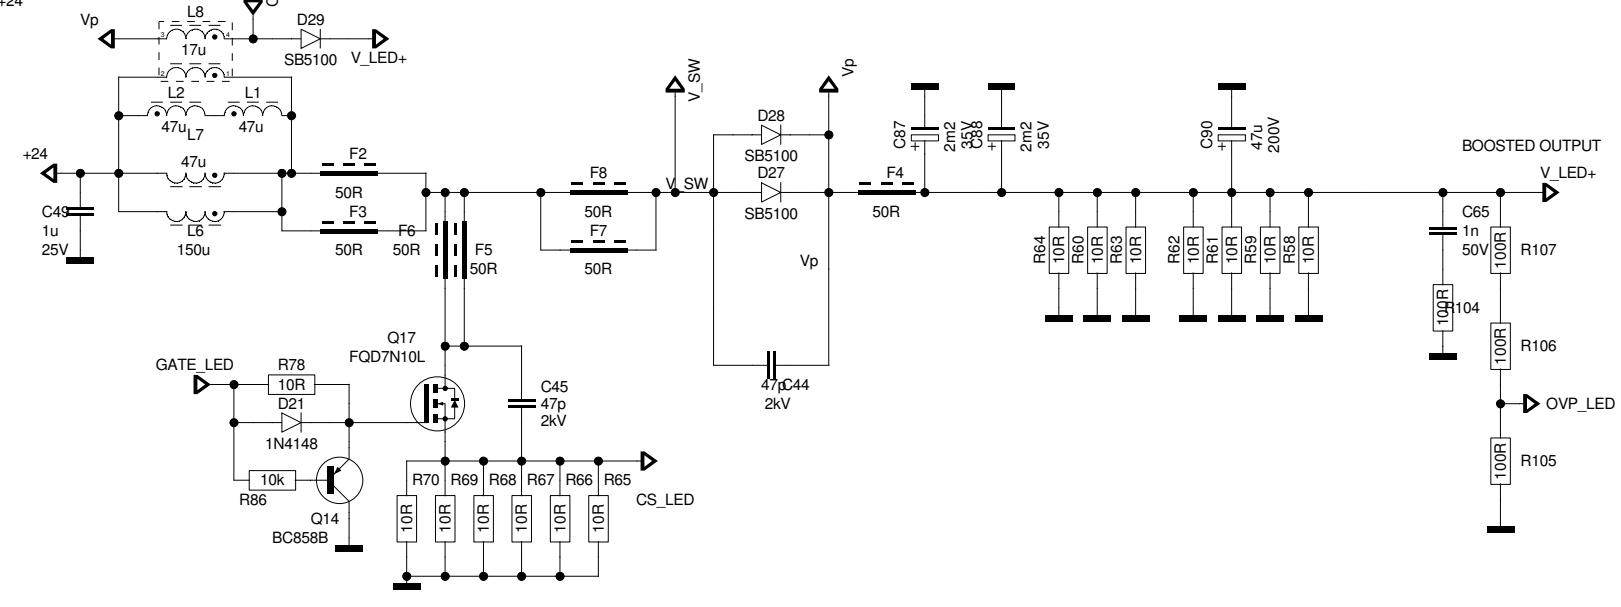 +24
Vp
L8
3
4
17u
2
1
C
D29
SB5100
V_LED+
L2
L1
47u
L7
47u
+24
47u
C49
1u
25V
L6
150u
F2
50R
F3
50R
F6
50R
F5
50R
F8
50R
F7
50R
V_SW
V_SW
D28
SB5100
D27
SB5100
Vp
Vp
47p
C44
2kV
F4
50R
C87
2m2
35V
C88
2m2
35V
C90
47u
200V
+
+
+
BOOSTED OUTPUT
V_LED+
R64
10R
R60
10R
R63
10R
R62
10R
R61
10R
R59
10R
R58
10R
C65
1n
50V
100R
R104
100R
R107
100R
R106
OVP_LED
100R
R105
Q17
FQD7N10L
GATE_LED
R78
10R
D21
1N4148
10k
R86
Q14
BC858B
C45
47p
2kV
R70
R69
R68
R67
R66
R65
10R
10R
10R
10R
10R
10R
CS_LED